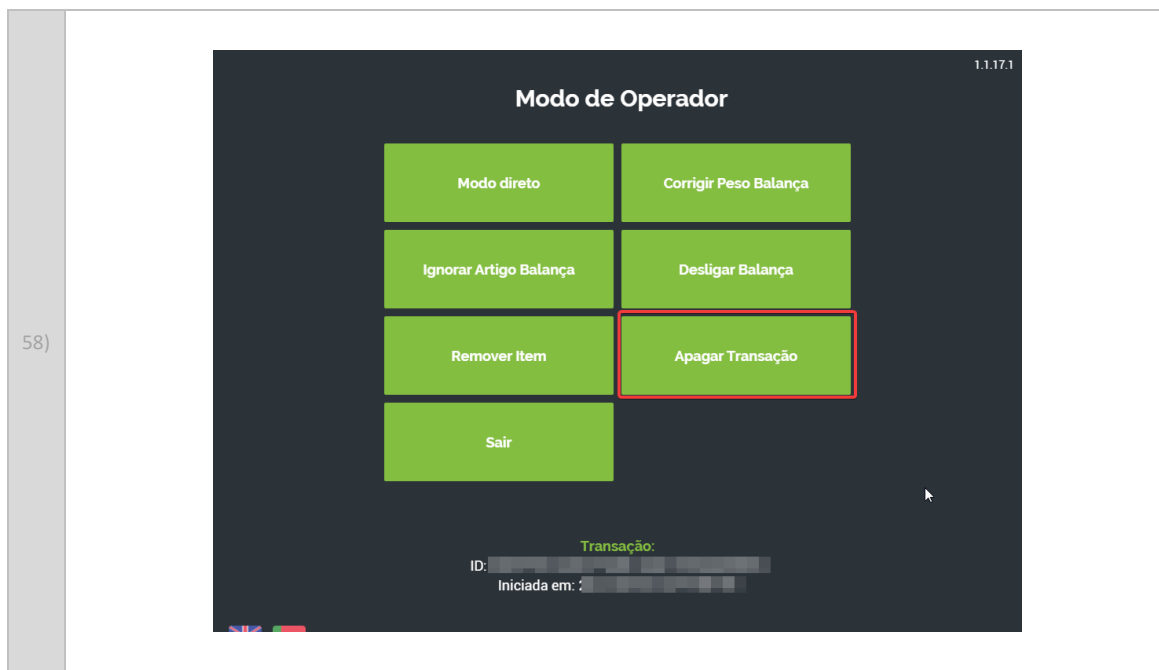 1.1.17.1
Modo de Operador
Modo direto
Corrigir Peso Balança
Ignorar Artigo Balança
Desligar Balança
58)
Remover Item
Apagar Transação
Sair
Transação:
ID:
Iniciada em: